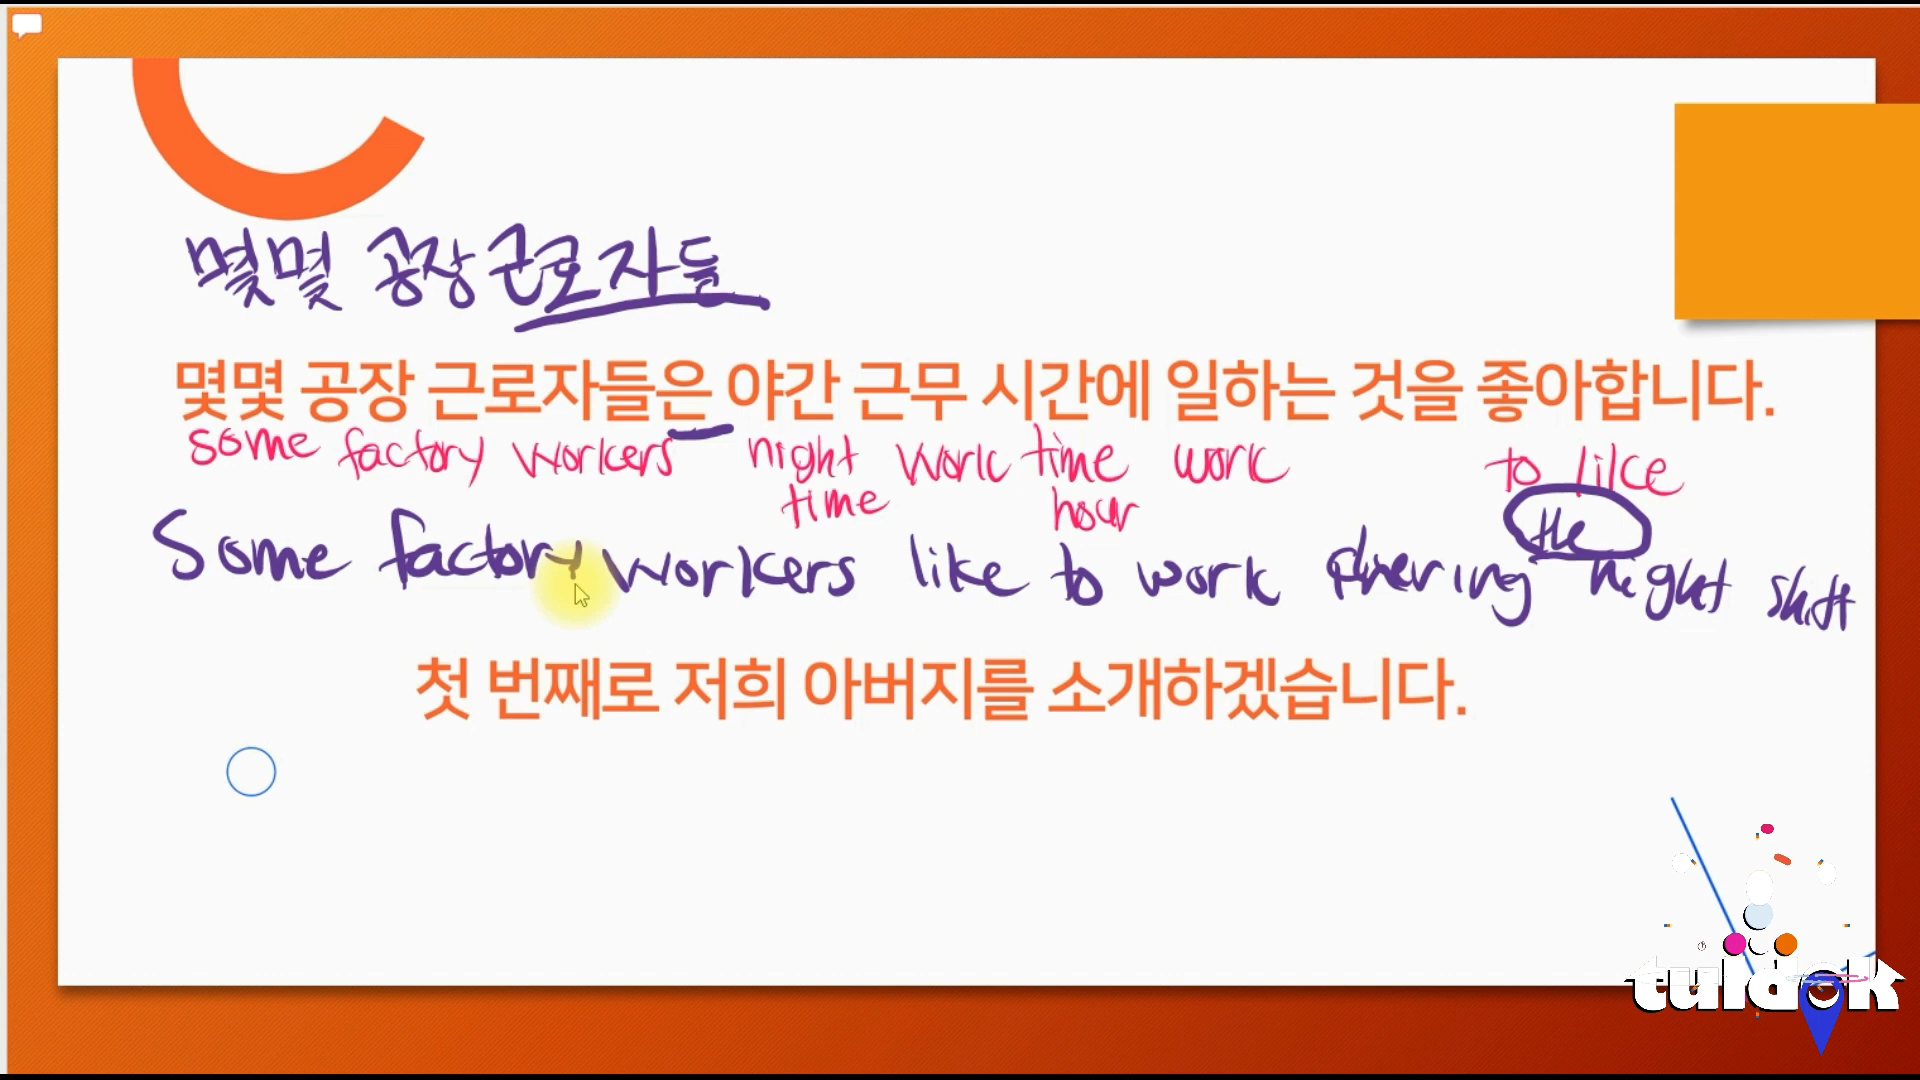 몇몇 공장 근로자들
몇몇 공장 근로자들은 야간 근무 시간에 일하는 것을 좋아합니다.
some factory workers night work time work to like
time hour
the
Some factory workers like to work during night shift
첫 번째로 저희 아버지를 소개하겠습니다.
tuidok